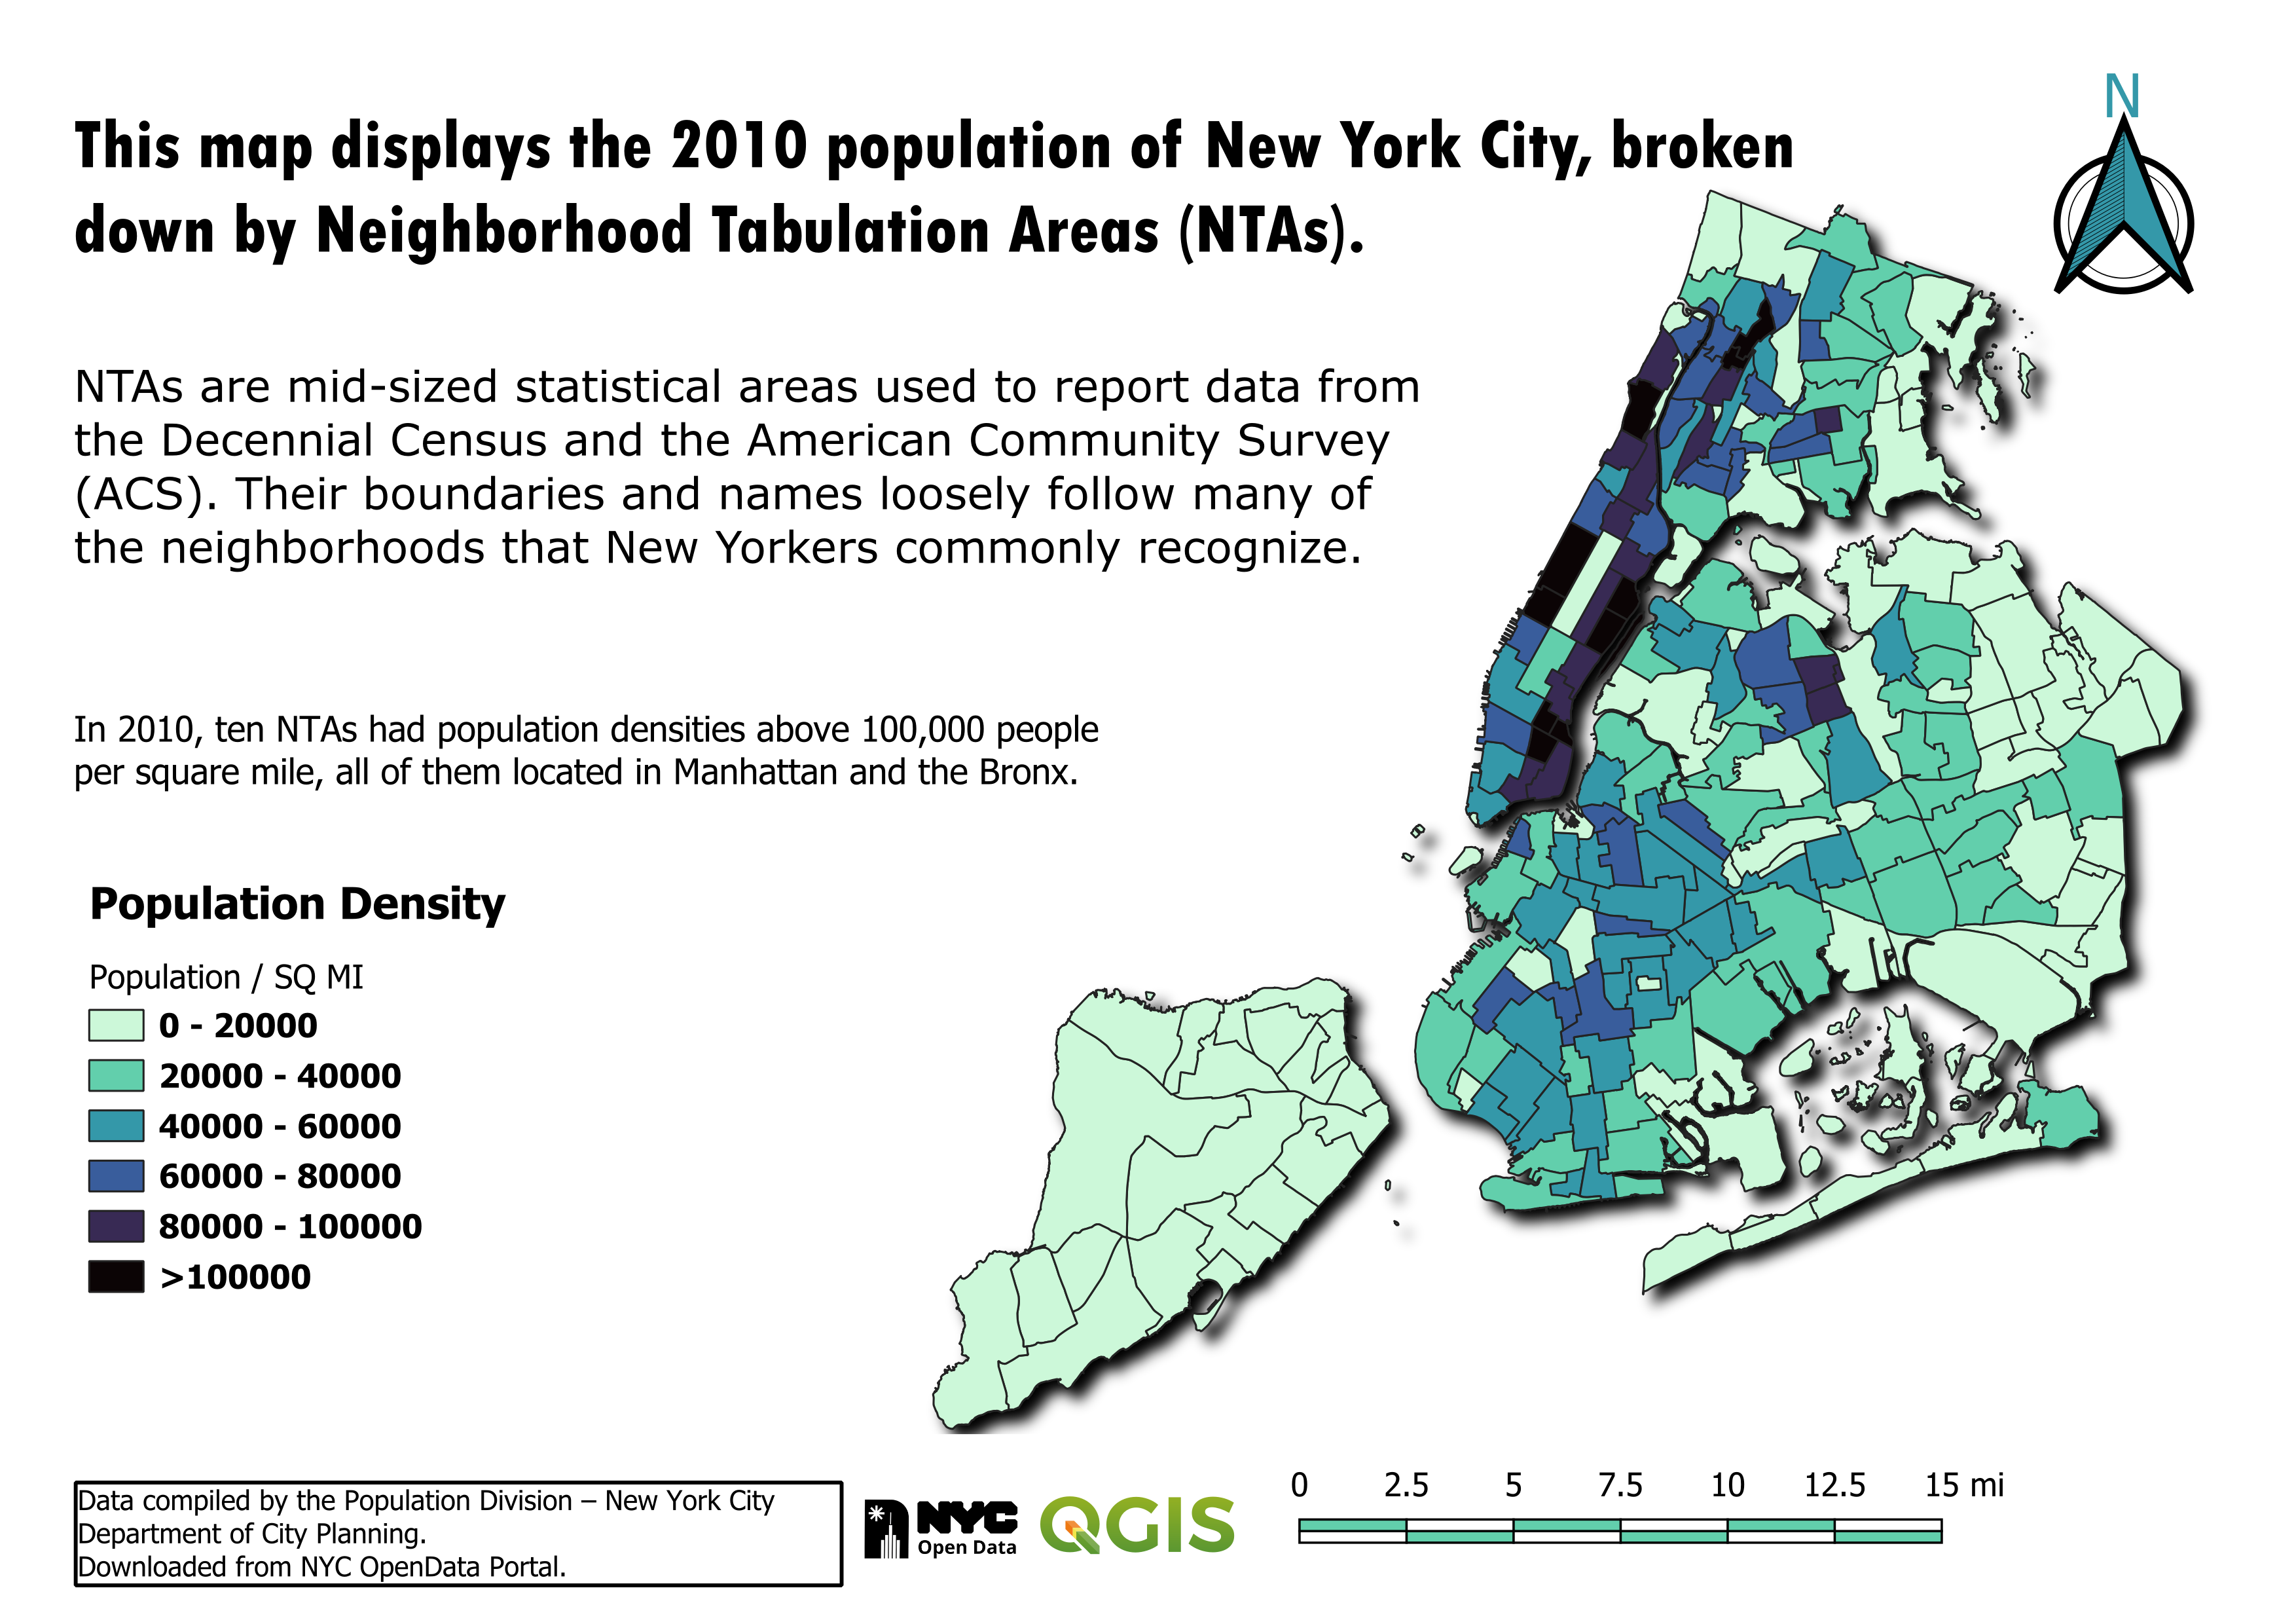 N
This map displays the 2010 population of New York City, broken
down by Neighborhood Tabulation Areas (NTAs).
NTAs are mid-sized statistical areas used to report data from
the Decennial Census and the American Community Survey
(ACS). Their boundaries and names loosely follow many of
the neighborhoods that New Yorkers commonly recognize.
In 2010, ten NTAs had population densities above 100,000 people
per square mile, all of them located in Manhattan and the Bronx.
Population Density
Population / SQ MI
0 - 20000
20000 - 40000
40000 - 60000
60000 - 80000
80000 - 100000
>100000
Data compiled by the Population Division – New York City
Department of City Planning.
Downloaded from NYC OpenData Portal.
NYC
Open Data
QGIS
0 2.5 5 7.5 10 12.5 15 mi